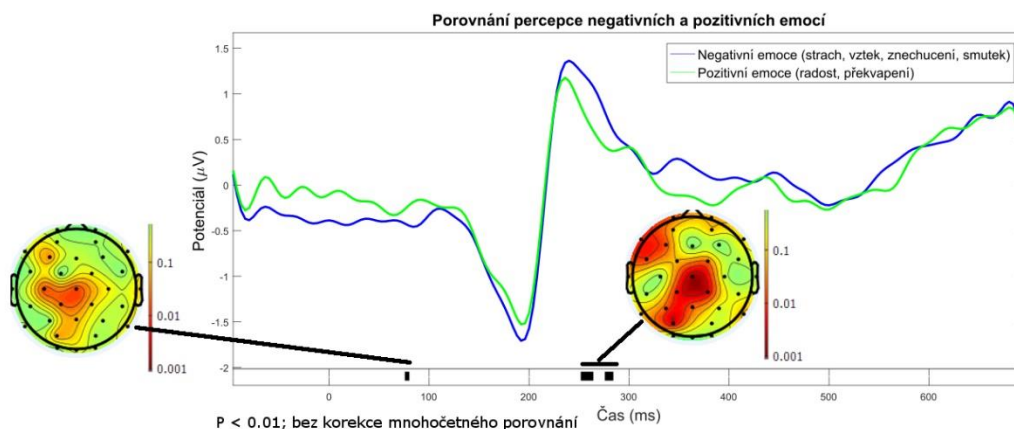 Porovnání percepce negativních a pozitivních emocí
Negativní emoce (strach, vztek, znechucení, smutek)
Pozitivní emoce (radost, překvapení)
Potenciál (μV)
1.5
1
0.5
0
-0.5
-1
-1.5
-2
0.1
0.01
0.001
0.1
0.01
0.001
0 100 200 300 400 500 600
Čas (ms)
P < 0.01; bez korekce mnohočetného porovnání